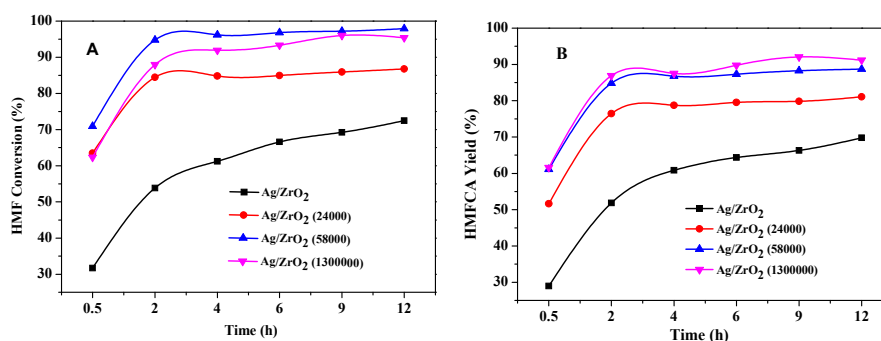 A
HMF Conversion (%)
100
90
80
70
60
50
40
30
Ag/ZrO2
Ag/ZrO2 (24000)
Ag/ZrO2 (58000)
Ag/ZrO2 (1300000)
0.5 2 4 6 9 12
Time (h)
B
HMFCA Yield (%)
100
90
80
70
60
50
40
30
Ag/ZrO2
Ag/ZrO2 (24000)
Ag/ZrO2 (58000)
Ag/ZrO2 (1300000)
0.5 2 4 6 9 12
Time (h)